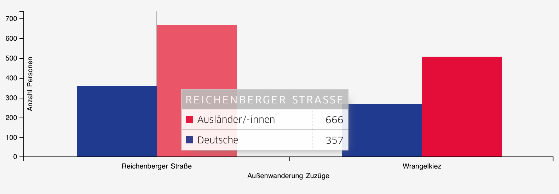 700
600
500
400
300
200
100
0
Anzahl Personen
REICHENBERGER STRASSE
Ausländer/-innen 666
Deutsche 357
Reichenberger Straße
Wrangelkiez
Außenwanderung Zuzüge